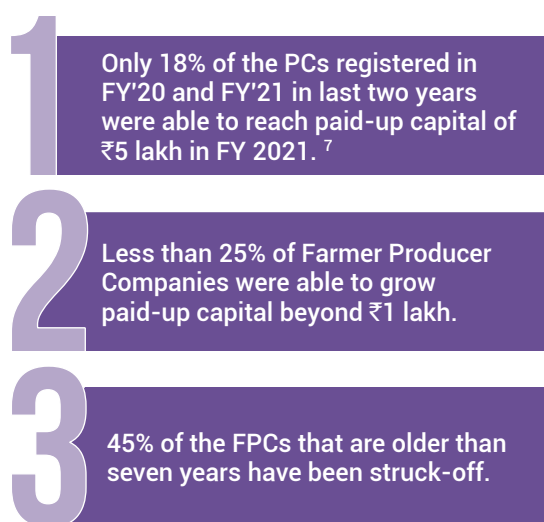 1
Only 18% of the PCs registered in
FY'20 and FY'21 in last two years
were able to reach paid-up capital of
₹5 lakh in FY 2021. 7
2
Less than 25% of Farmer Producer
Companies were able to grow
paid-up capital beyond ₹1 lakh.
3
45% of the FPCs that are older than
seven years have been struck-off.